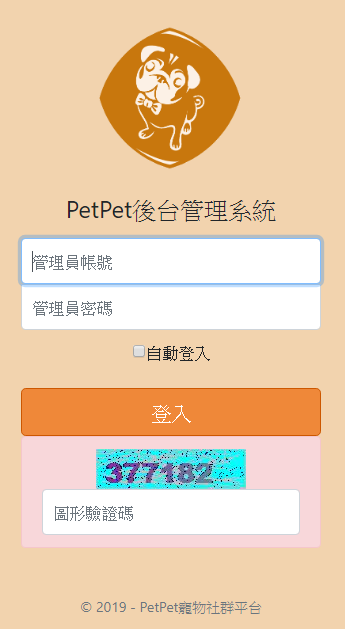 PetPet後台管理系統
管理員帳號
管理員密碼
自動登入
登入
377182
圖形驗證碼
© 2019 - PetPet寵物社群平台